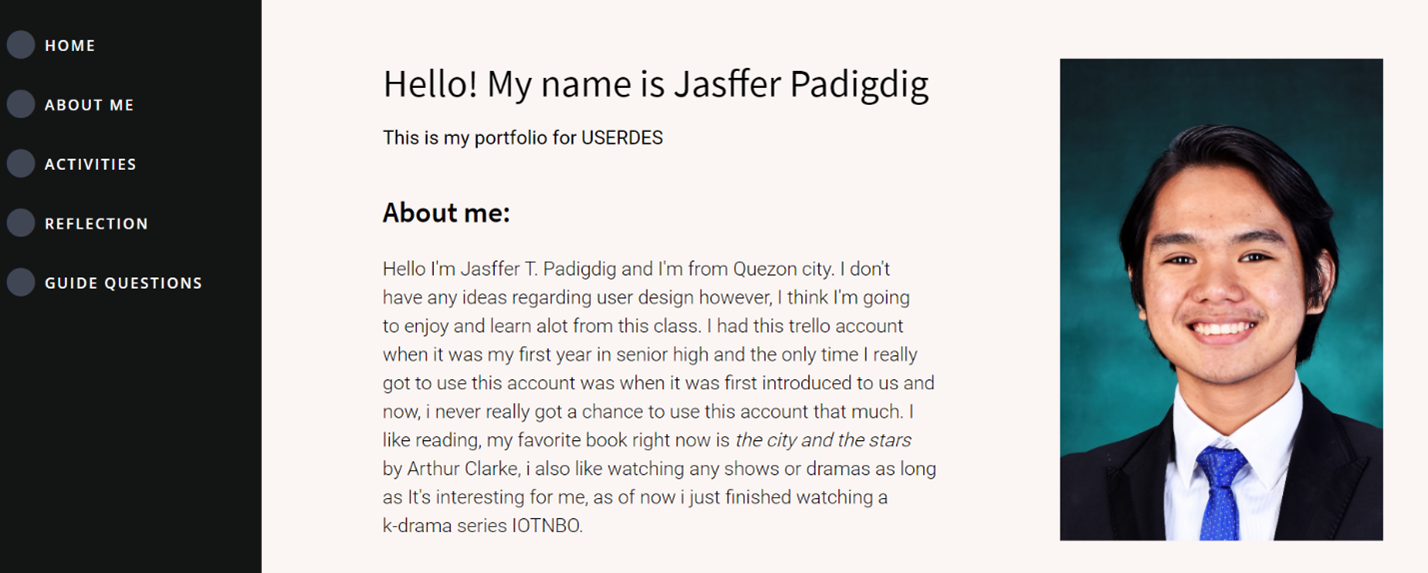 HOME
ABOUT ME
ACTIVITIES
REFLECTION
GUIDE QUESTIONS
Hello! My name is Jasffer Padigdig
This is my portfolio for USERDES
About me:
Hello I'm Jasffer T. Padigdig and I'm from Quezon city. I don't
have any ideas regarding user design however, I think I'm going
to enjoy and learn alot from this class. I had this trello account
when it was my first year in senior high and the only time I really
got to use this account was when it was first introduced to us and
now, i never really got a chance to use this account that much. I
like reading, my favorite book right now is the city and the stars
by Arthur Clarke, i also like watching any shows or dramas as long
as It's interesting for me, as of now i just finished watching a
k-drama series IOTNBO.